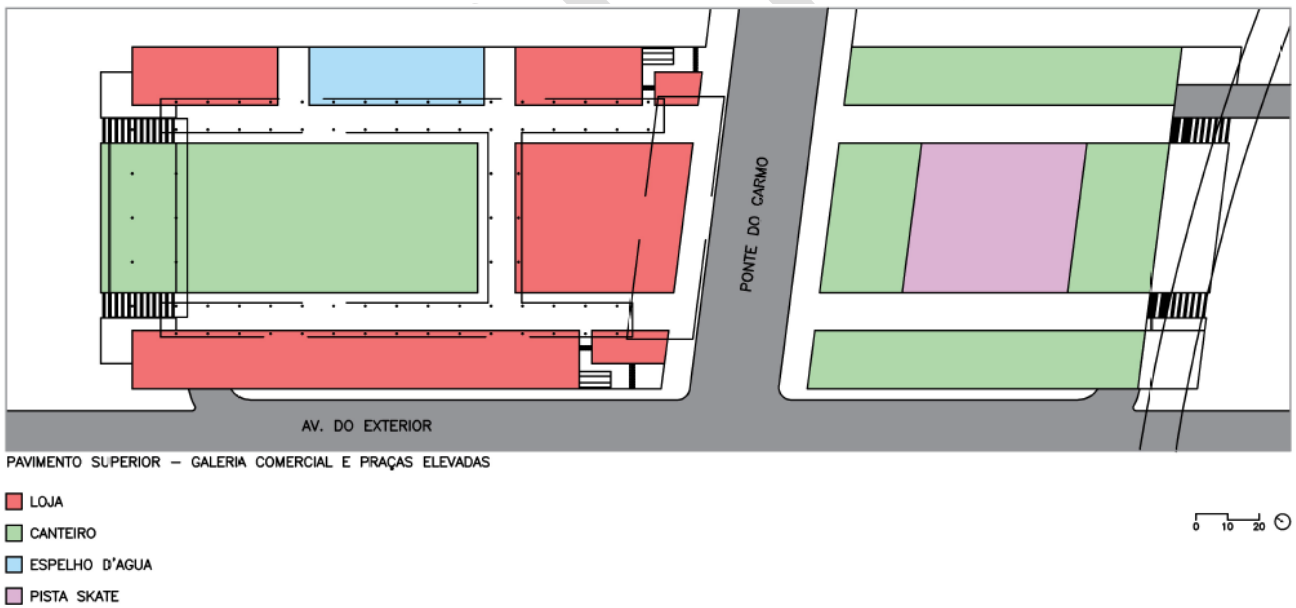 PONTE DO CARMO
AV. DO EXTERIOR
PAVIMENTO SUPERIOR – GALERIA COMERCIAL E PRAÇAS ELEVADAS
LOJA
CANTEIRO
ESPELHO D'AGUA
PISTA SKATE
0 10 20